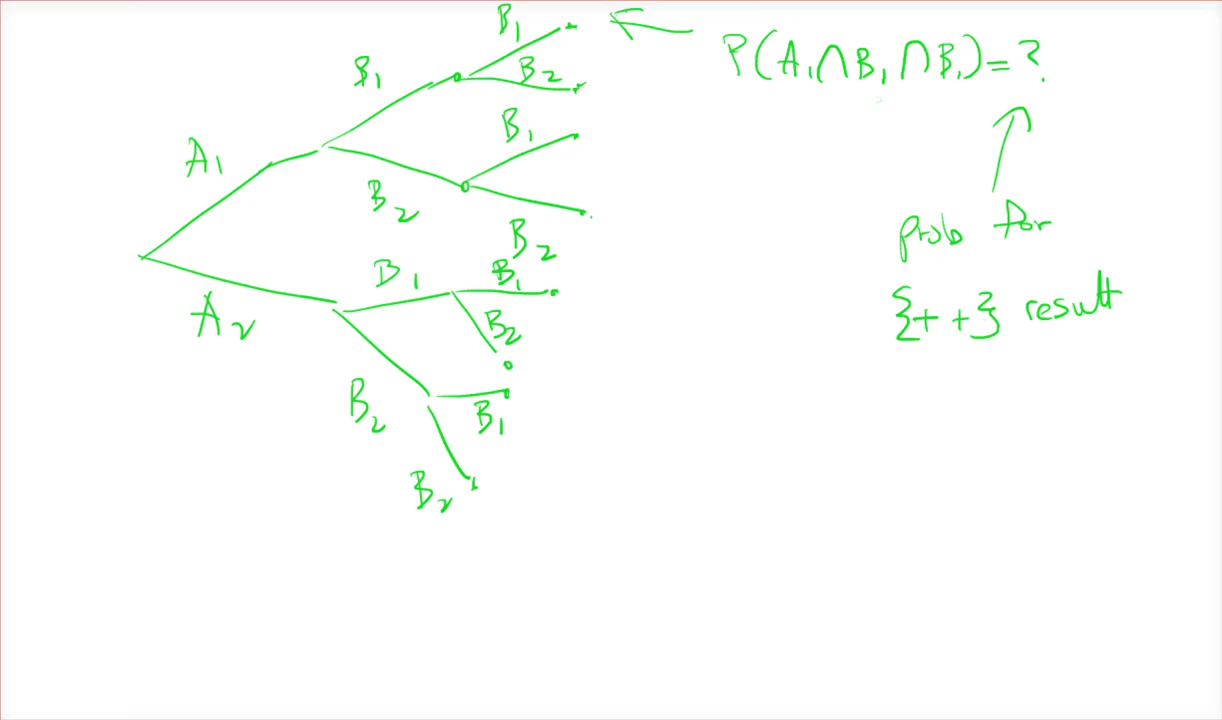 B1
B2
B1
A1
B1
B2
B2
B1
B1
A2
B2
B2
B1
B2
P(A1∩B1∩B1)=?
prob for
{+ +} result